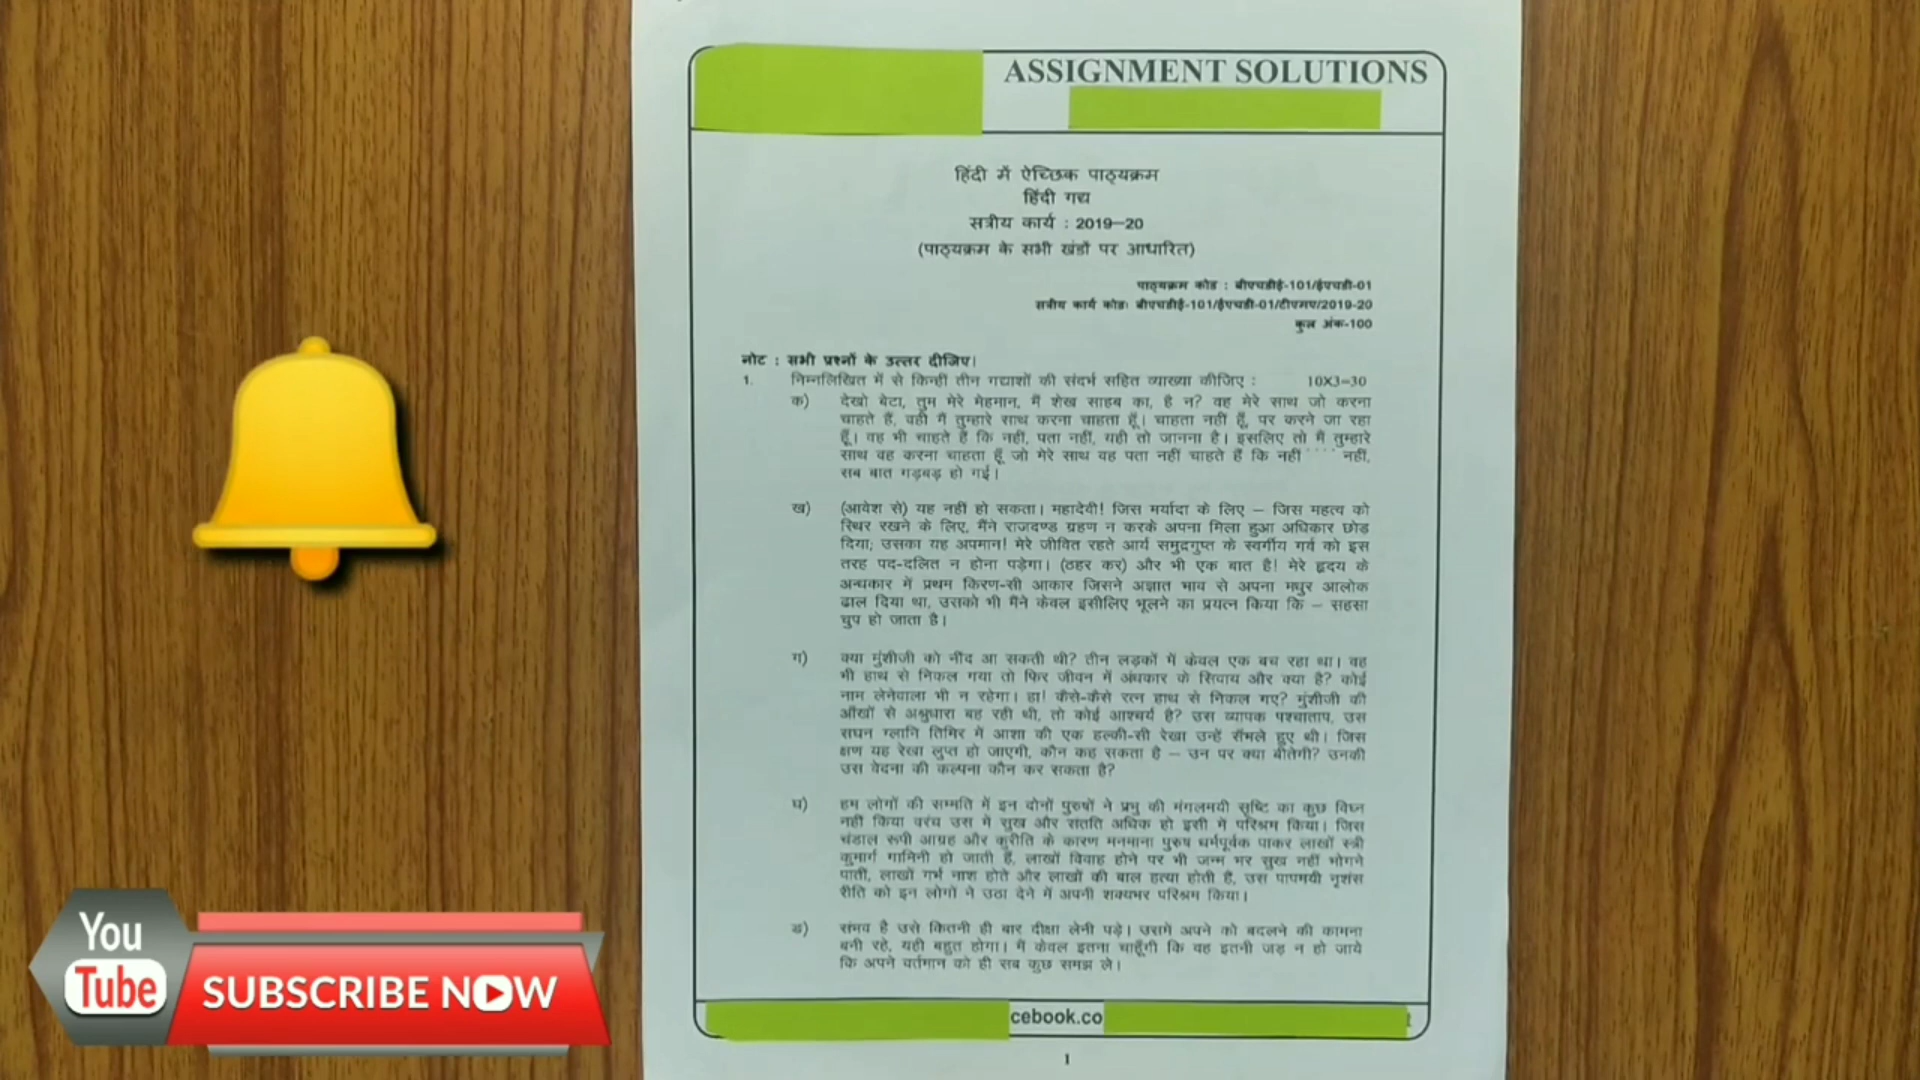 ASSIGNMENT SOLUTIONS
हिंदी में ऐच्छिक पाठ्यक्रम
हिंदी गद्य
सत्रीय कार्य : 2019–20
(पाठ्यक्रम के सभी खंडों पर आधारित)
पाठ्यक्रम कोड : बीएचडीई-101/ईएचडी-01
सत्रीय कार्य कोडः बीएचडीई-101/ईएचडी-01/टीएमए/2019-20
कुल अंक-100
नोट : सभी प्रश्नों के उत्तर दीजिए।
1. निम्नलिखित में से किन्हीं तीन गद्यांशों की संदर्भ सहित व्याख्या कीजिए : 10X3=30
क) देखो बेटा, तुम मेरे मेहमान, मैं शेख साहब का, है न? वह मेरे साथ जो करना
चाहते हैं, वही मैं तुम्हारे साथ करना चाहता हूँ। चाहता नहीं हूँ, पर करने जा रहा
हूँ। वह भी चाहते हैं कि नहीं, पता नहीं, यही तो जानना है। इसलिए तो मैं तुम्हारे
साथ वह करना चाहता हूँ जो मेरे साथ वह पता नहीं चाहते हैं कि नहीं ···· नहीं,
सब बात गड़बड़ हो गई।
ख) (आवेश से) यह नहीं हो सकता। महादेवी! जिस मर्यादा के लिए – जिस महत्व को
स्थिर रखने के लिए, मैंने राजदण्ड ग्रहण न करके अपना मिला हुआ अधिकार छोड़
दिया; उसका यह अपमान! मेरे जीवित रहते आर्य समुद्रगुप्त के स्वर्गीय गर्व को इस
तरह पद-दलित न होना पड़ेगा। (ठहर कर) और भी एक बात है! मेरे हृदय के
अन्धकार में प्रथम किरण-सी आकार जिसने अज्ञात भाव से अपना मधुर आलोक
ढाल दिया था, उसको भी मैंने केवल इसीलिए भूलने का प्रयत्न किया कि – सहसा
चुप हो जाता है।
ग) क्या मुंशीजी को नींद आ सकती थी? तीन लड़कों में केवल एक बच रहा था। वह
भी हाथ से निकल गया तो फिर जीवन में अंधकार के सिवाय और क्या है? कोई
नाम लेनेवाला भी न रहेगा। हा! कैसे-कैसे रत्न हाथ से निकल गए? मुंशीजी की
आँखों से अश्रुधारा बह रही थी, तो कोई आश्चर्य है? उस व्यापक पश्चाताप, उस
सघन ग्लानि तिमिर में आशा की एक हल्की-सी रेखा उन्हें सँभले हुए थी। जिस
क्षण यह रेखा लुप्त हो जाएगी, कौन कह सकता है – उन पर क्या बीतेगी? उनकी
उस वेदना की कल्पना कौन कर सकता है?
घ) हम लोगों की सम्मति में इन दोनों पुरुषों ने प्रभु की मंगलमयी सृष्टि का कुछ विघ्न
नहीं किया वरंच उस में सुख और संतति अधिक हो इसी में परिश्रम किया। जिस
चंडाल रूपी आग्रह और कुरीति के कारण मनमाना पुरुष धर्मपूर्वक पाकर लाखों स्त्री
कुमार्ग गामिनी हो जाती हैं, लाखों विवाह होने पर भी जन्म भर सुख नहीं भोगने
पातीं, लाखों गर्भ नाश होते और लाखों की बाल हत्या होती है, उस पापमयी नृशंस
रीति को इन लोगों ने उठा देने में अपनी शक्यभर परिश्रम किया।
ङ) संभव है उसे कितनी ही बार दीक्षा लेनी पड़े। उसमें अपने को बदलने की कामना
बनी रहे, यही बहुत होगा। मैं केवल इतना चाहूँगी कि वह इतनी जड़ न हो जाये
कि अपने वर्तमान को ही सब कुछ समझ ले।
cebook.co
1
You
Tube
SUBSCRIBE NOW